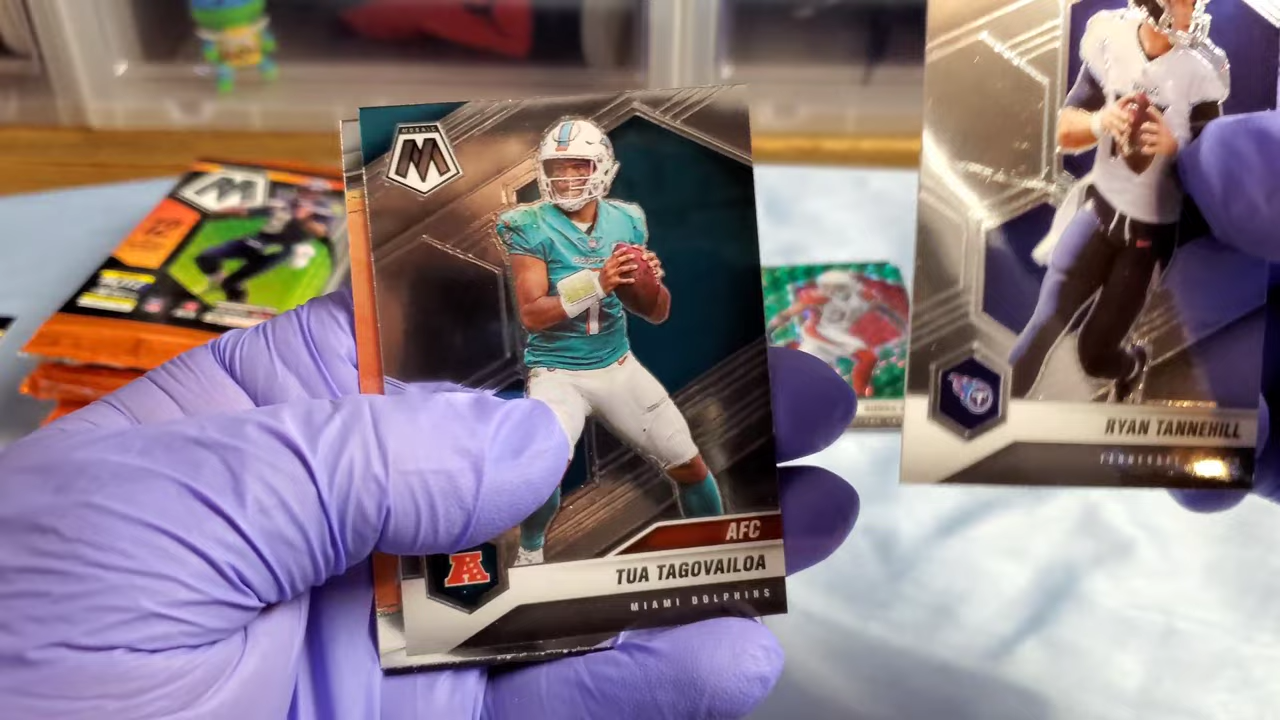 MOSAIC
AFC
TUA TAGOVAILOA
MIAMI DOLPHINS
RYAN TANNEHILL